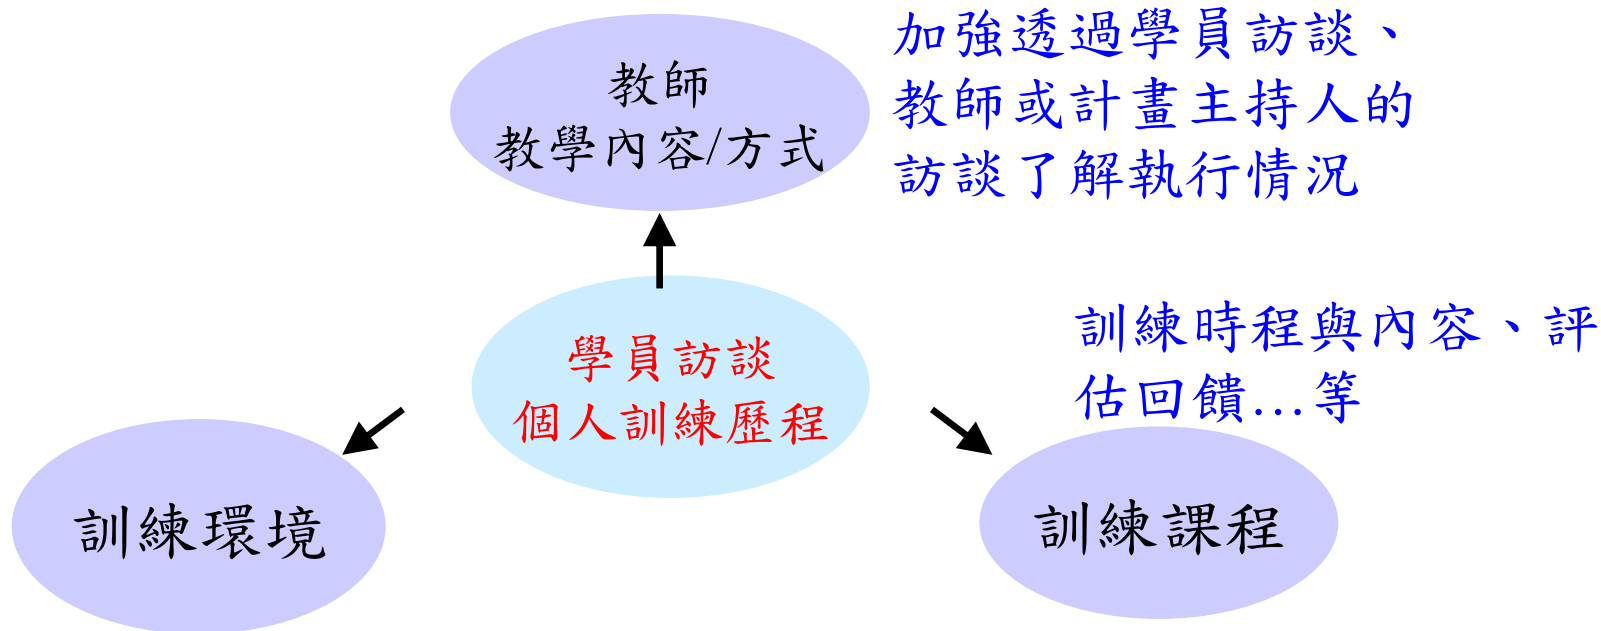 教師
教學內容/方式
加強透過學員訪談、
教師或計畫主持人的
訪談了解執行情況
學員訪談
個人訓練歷程
訓練時程與內容、評
估回饋…等
訓練環境
訓練課程